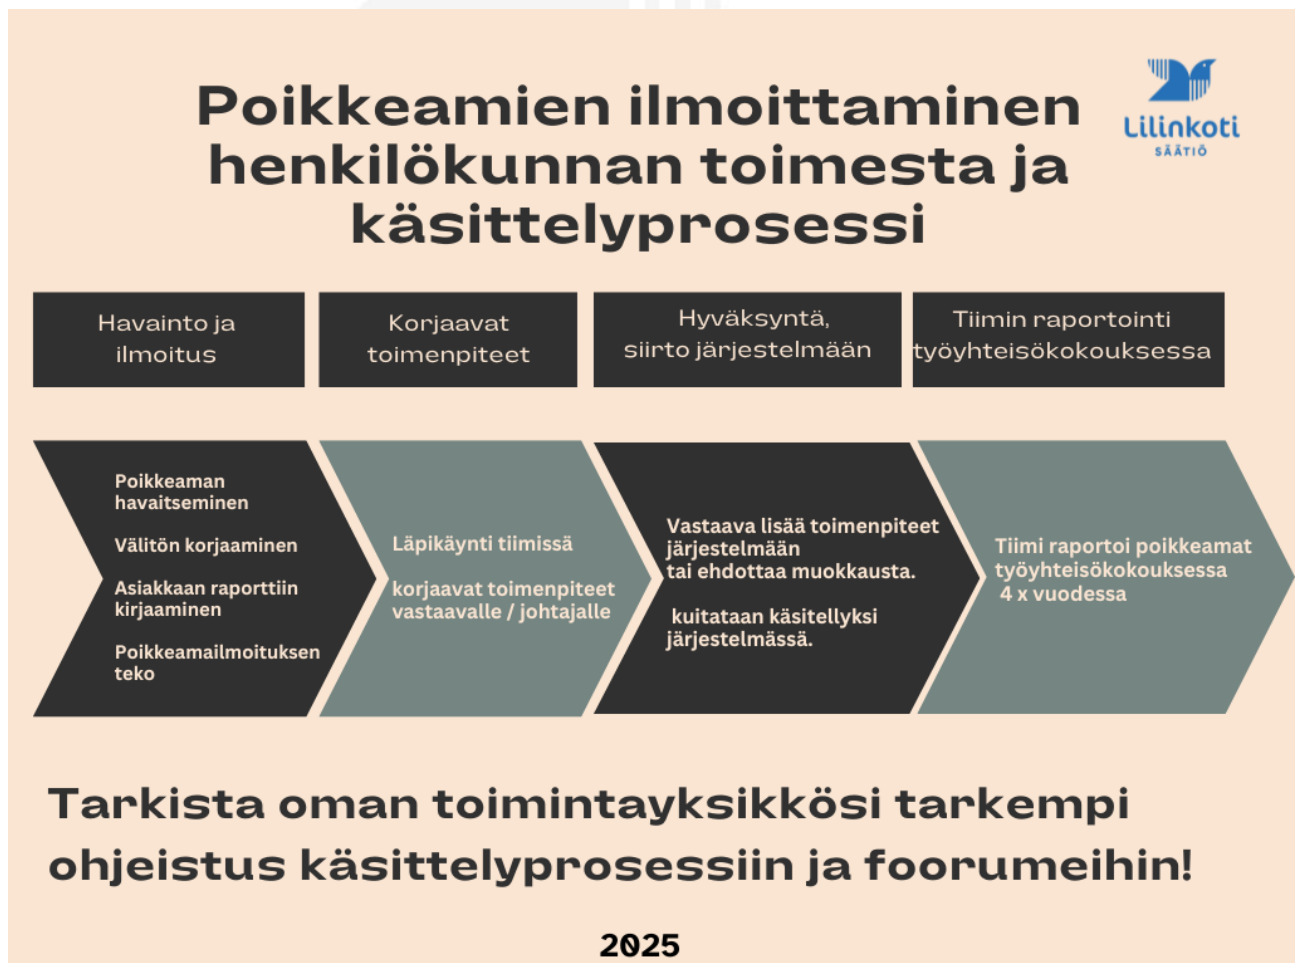 Poikkeamien ilmoittaminen
henkilökunnan toimesta ja
käsittelyprosessi
Lilinkoti
SÄÄTIÖ
Havainto ja
ilmoitus
Korjaavat
toimenpiteet
Hyväksyntä,
siirto järjestelmään
Tiimin raportointi
työyhteisökokouksessa
Poikkeaman
havaitseminen
Välitön korjaaminen
Asiakkaan raporttiin
kirjaaminen
Poikkeamailmoituksen
teko
Läpikäynti tiimissä
korjaavat toimenpiteet
vastaavalle / johtajalle
Vastaava lisää toimenpiteet
järjestelmään
tai ehdottaa muokkausta.
kuitataan käsitellyksi
järjestelmässä.
Tiimi raportoi poikkeamat
työyhteisökokouksessa
4 x vuodessa
Tarkista oman toimintayksikkösi tarkempi
ohjeistus käsittelyprosessiin ja foorumeihin!
2025